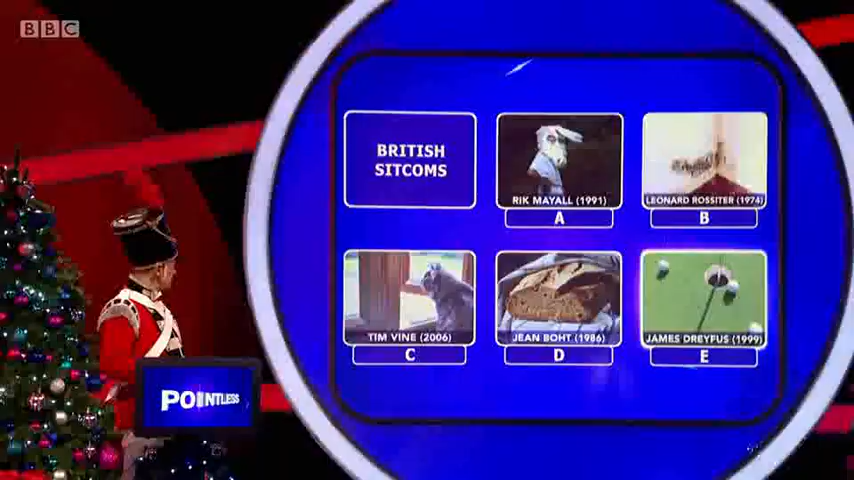 BBC
BRITISH
SITCOMS
RIK MAYALL (1991)
A
LEONARD ROSSITER (1974)
B
TIM VINE (2006)
C
JEAN BOHT (1986)
D
JAMES DREYFUS (1999)
E
POINTLESS